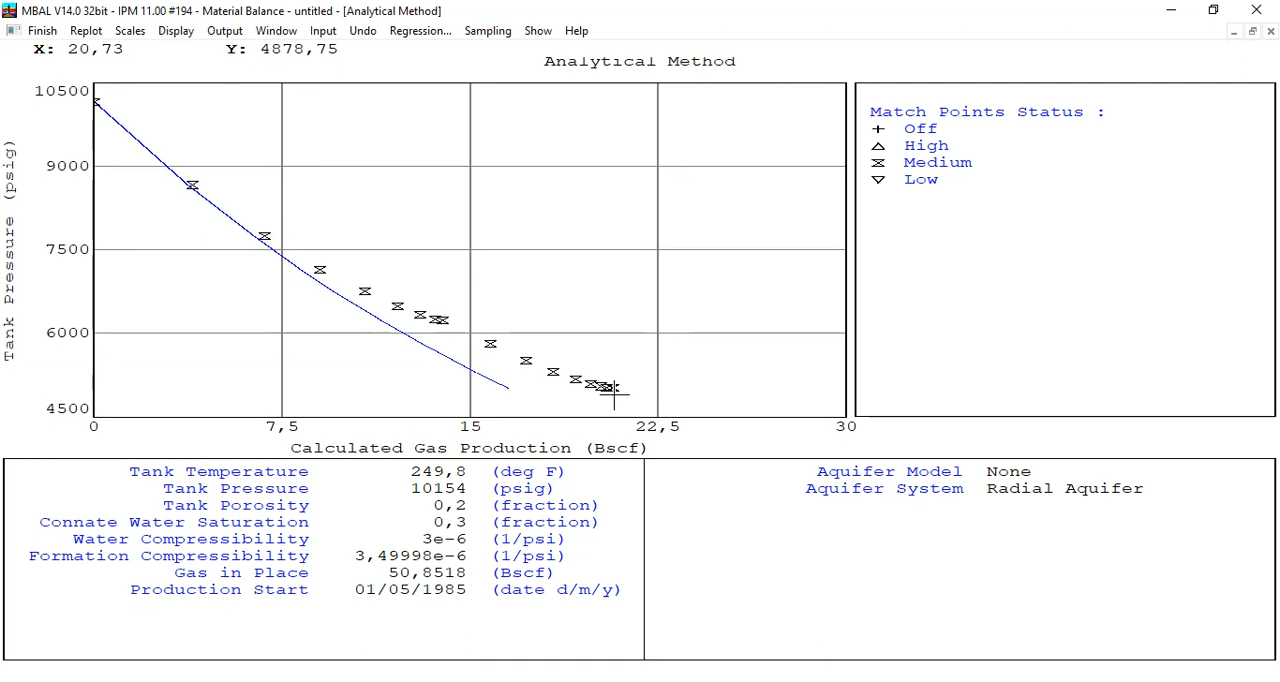 MBAL V14.0 32bit - IPM 11.00 #194 - Material Balance - untitled - [Analytical Method]
Finish Replot Scales Display Output Window Input Undo Regression... Sampling Show Help
X: 20,73 Y: 4878,75
Analytical Method
10500
9000
7500
6000
4500
Tank Pressure (psig)
0 7,5 15 22,5 30
Calculated Gas Production (Bscf)
Match Points Status :
Off
High
Medium
Low
Tank Temperature 249,8 (deg F)
Tank Pressure 10154 (psig)
Tank Porosity 0,2 (fraction)
Connate Water Saturation 0,3 (fraction)
Water Compressibility 3e-6 (1/psi)
Formation Compressibility 3,49998e-6 (1/psi)
Gas in Place 50,8518 (Bscf)
Production Start 01/05/1985 (date d/m/y)
Aquifer Model None
Aquifer System Radial Aquifer